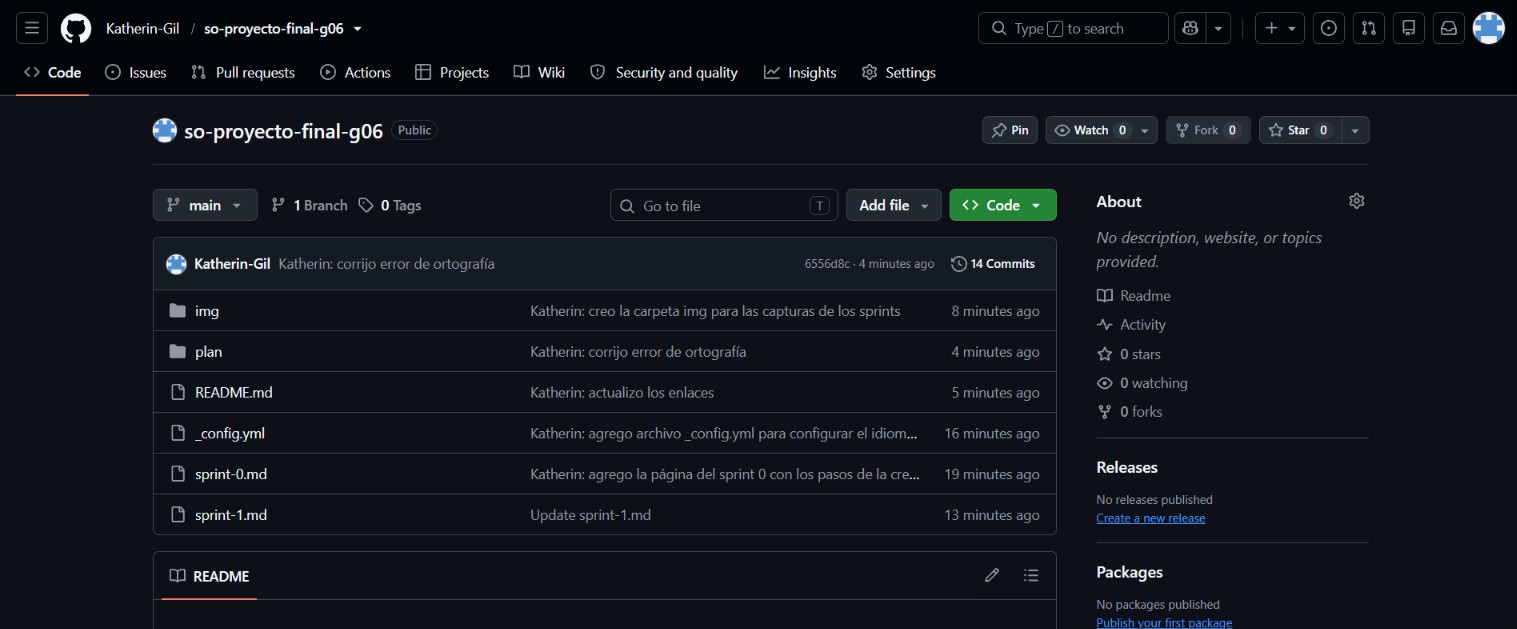 Katherin-Gil / so-proyecto-final-g06
Type / to search
Code Issues Pull requests Actions Projects Wiki Security and quality Insights Settings
so-proyecto-final-g06 Public
Pin Watch 0 Fork 0 Star 0
main 1 Branch 0 Tags Go to file T Add file Code
Katherin-Gil Katherin: corrijo error de ortografía 6556d8c · 4 minutes ago 14 Commits
img Katherin: creo la carpeta img para las capturas de los sprints 8 minutes ago
plan Katherin: corrijo error de ortografía 4 minutes ago
README.md Katherin: actualizo los enlaces 5 minutes ago
_config.yml Katherin: agrego archivo _config.yml para configurar el idiom... 16 minutes ago
sprint-0.md Katherin: agrego la página del sprint 0 con los pasos de la cre... 19 minutes ago
sprint-1.md Update sprint-1.md 13 minutes ago
README
About
No description, website, or topics
provided.
Readme
Activity
0 stars
0 watching
0 forks
Releases
No releases published
Create a new release
Packages
No packages published
Publish your first package